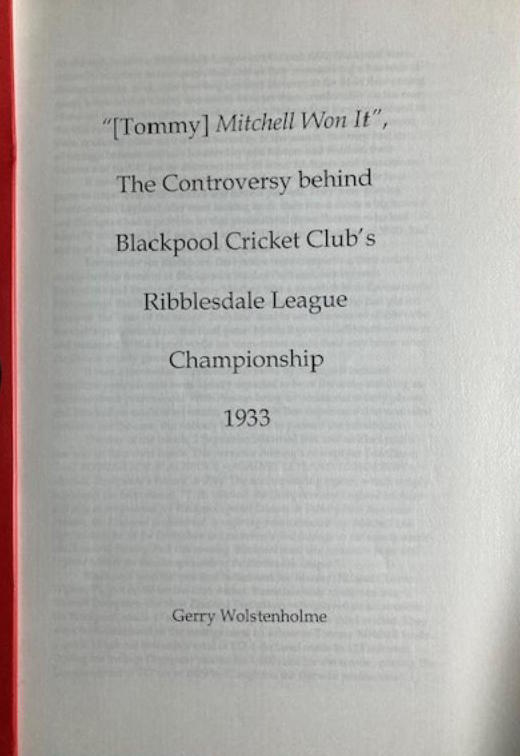 “[Tommy] Mitchell Won It”,
The Controversy behind
Blackpool Cricket Club’s
Ribblesdale League
Championship
1933
Gerry Wolstenholme